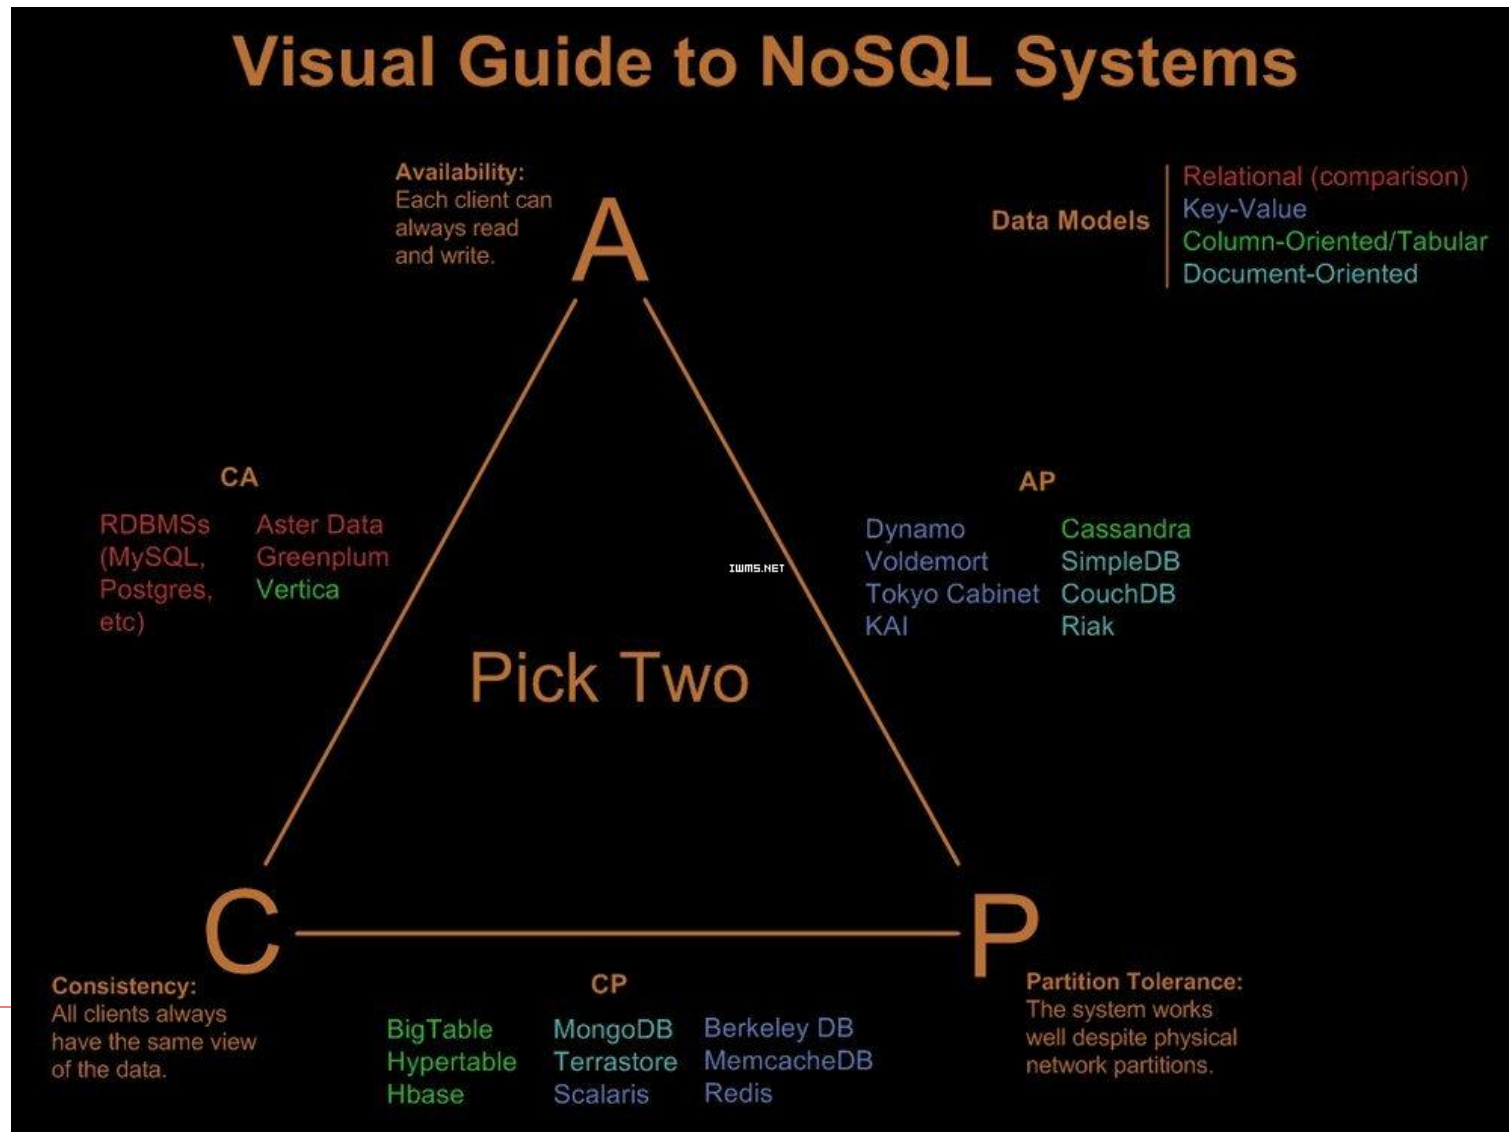 Visual Guide to NoSQL Systems
Availability:
Each client can
always read
and write.
A
Data Models
Relational (comparison)
Key-Value
Column-Oriented/Tabular
Document-Oriented
CA
RDBMSs
(MySQL,
Postgres,
etc)
Aster Data
Greenplum
Vertica
AP
Dynamo
Voldemort
Tokyo Cabinet
KAI
Cassandra
SimpleDB
CouchDB
Riak
IWMS.NET
Pick Two
C
P
Consistency:
All clients always
have the same view
of the data.
CP
BigTable
Hypertable
Hbase
MongoDB
Terrastore
Scalaris
Berkeley DB
MemcacheDB
Redis
Partition Tolerance:
The system works
well despite physical
network partitions.